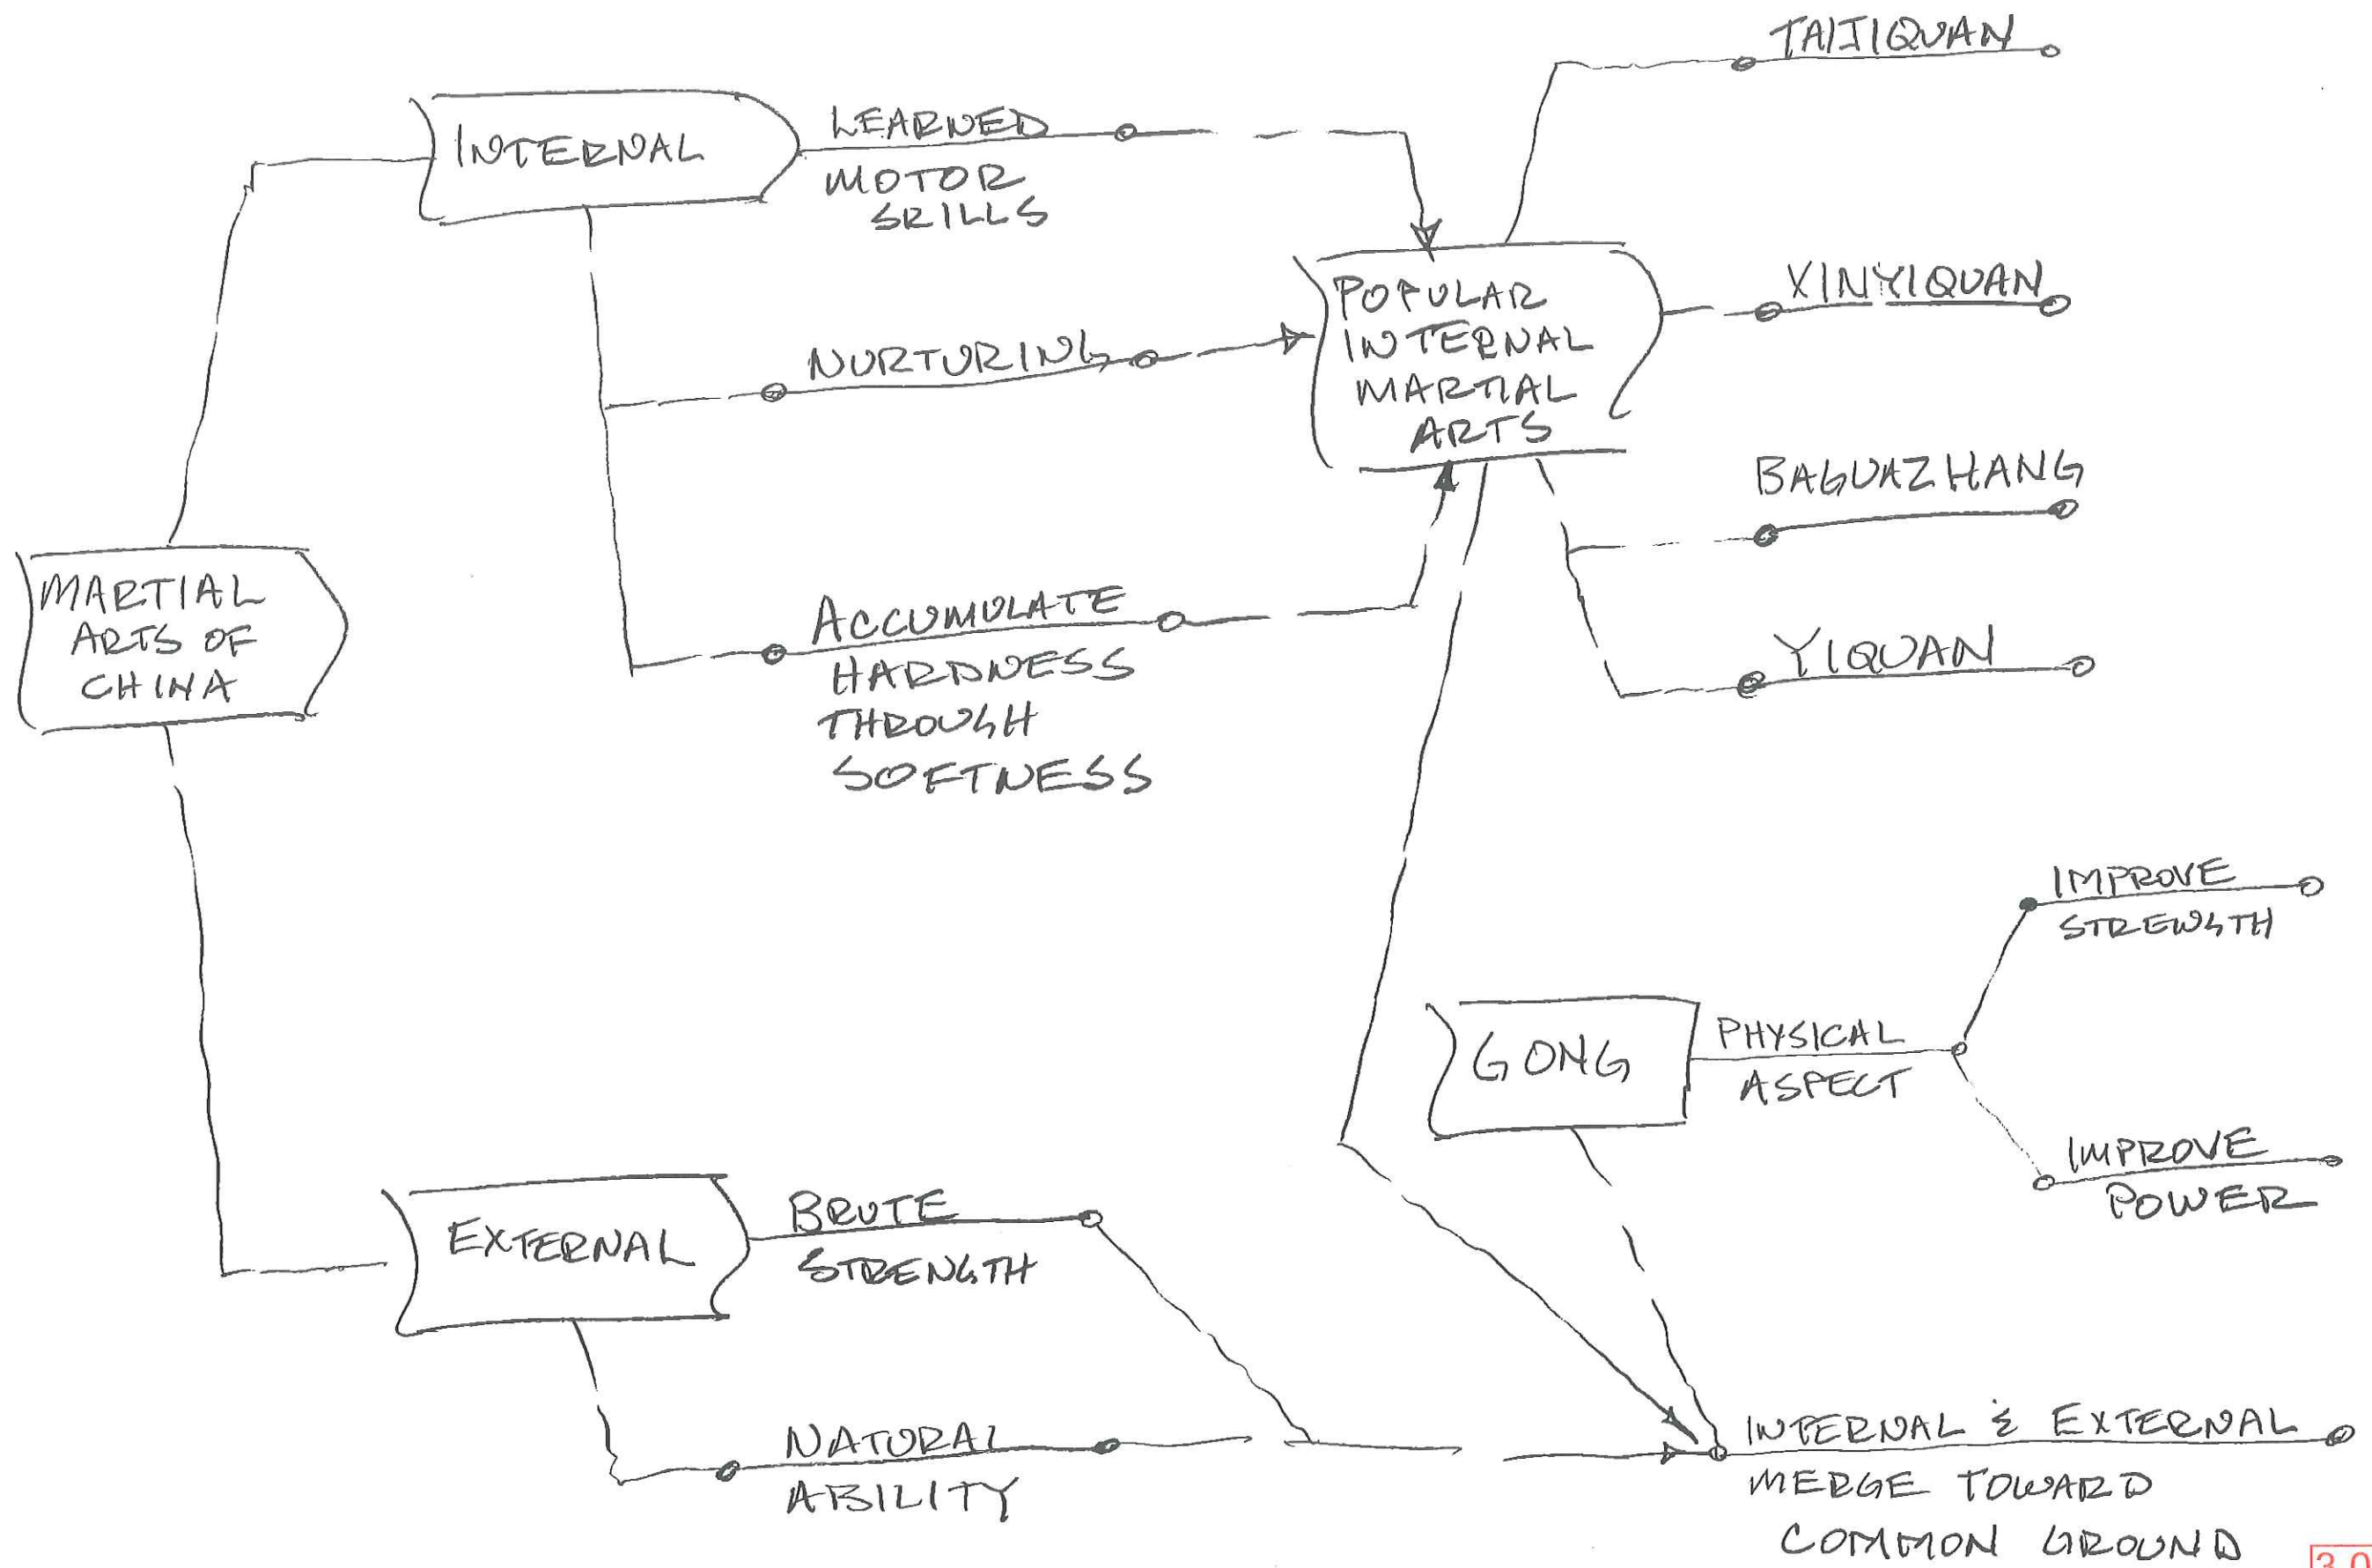 TAIJIQUAN
INTERNAL
LEARNED
MOTOR
SKILLS
POPULAR
INTERNAL
MARTIAL
ARTS
XINYIQUAN
NURTURING
BAGUAZHANG
MARTIAL
ARTS OF
CHINA
ACCUMULATE
HARDNESS
THROUGH
SOFTNESS
YIQUAN
IMPROVE
STRENGTH
GONG
PHYSICAL
ASPECT
IMPROVE
POWER
EXTERNAL
BRUTE
STRENGTH
NATURAL
ABILITY
INTERNAL & EXTERNAL
MERGE TOWARD
COMMON GROUND